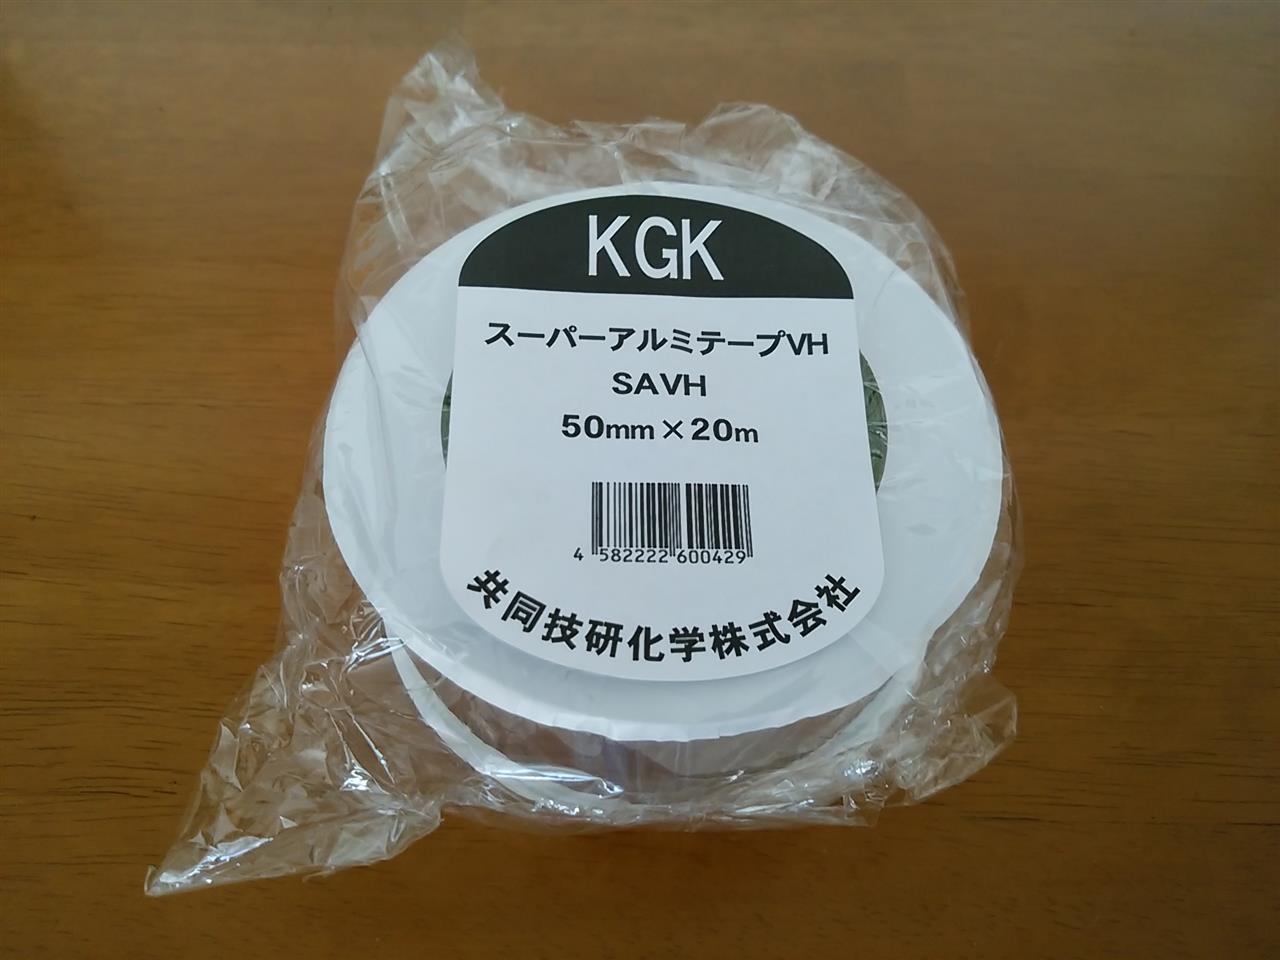 KGK
スーパーアルミテープVH
SAVH
50mm×20m
4 582222 600429
共同技研化学株式会社